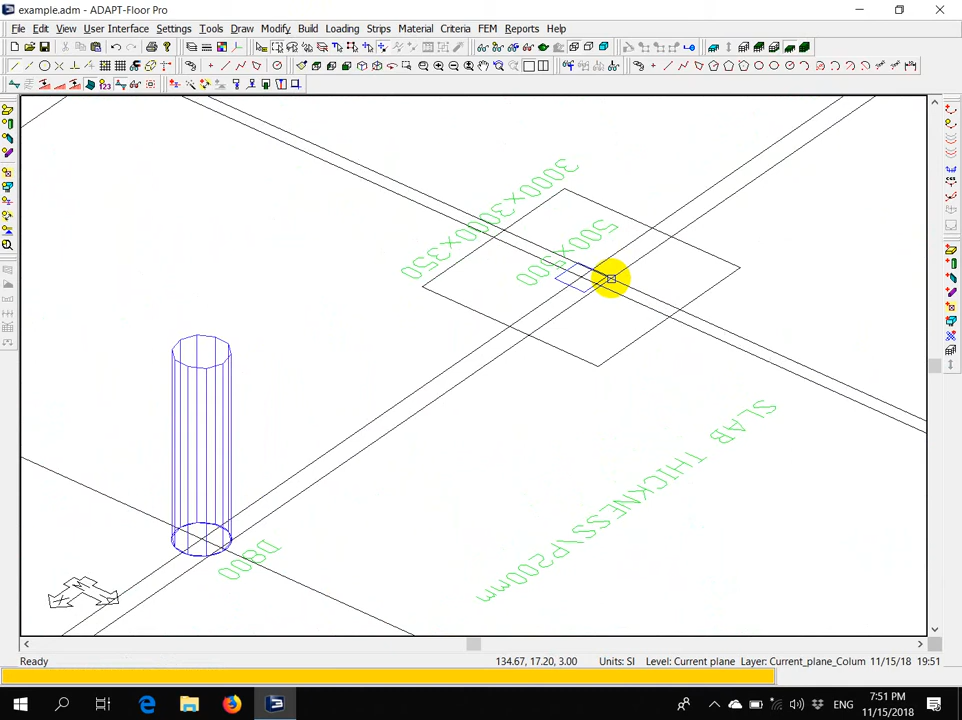 example.adm - ADAPT-Floor Pro
File Edit View User Interface Settings Tools Draw Modify Build Loading Strips Material Criteria FEM Reports Help
3000x3000x350
500x500
SLAB THICKNESS\P200mm
D800
Ready 134.67, 17.20, 3.00 Units: SI Level: Current plane Layer: Current_plane_Colum 11/15/18 19:51
ENG 7:51 PM
11/15/2018